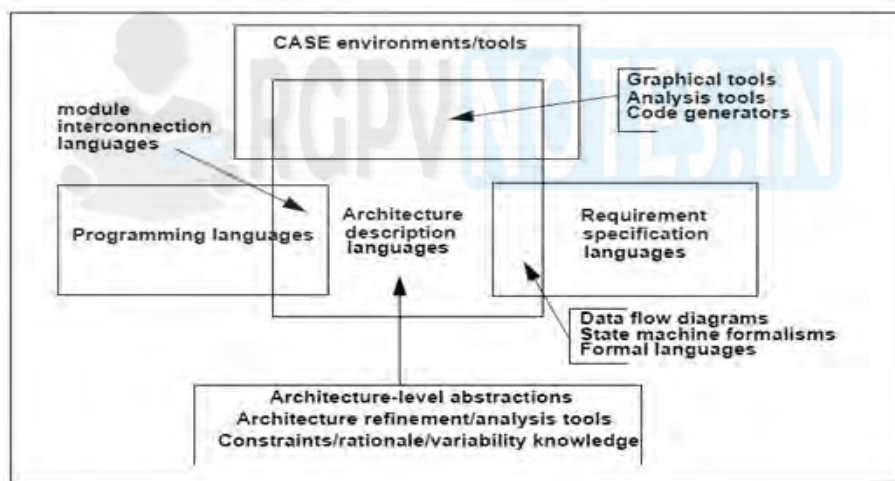 CASE environments/tools
Graphical tools
Analysis tools
Code generators
module
interconnection
languages
Programming languages
Architecture
description
languages
Requirement
specification
languages
Data flow diagrams
State machine formalisms
Formal languages
Architecture-level abstractions
Architecture refinement/analysis tools
Constraints/rationale/variability knowledge
RGPVNOTES.IN